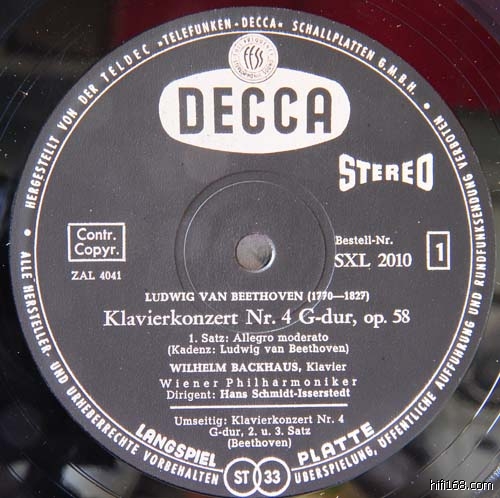 HERGESTELLT VON DER TELDEC »TELEFUNKEN-DECCA« SCHALLPLATTEN G.M.B.H.
ffss
DECCA
STEREO
Contr.
Copyr.
ZAL 4041
Bestell-Nr.
SXL 2010
1
LUDWIG VAN BEETHOVEN (1770—1827)
Klavierkonzert Nr. 4 G-dur, op. 58
1. Satz: Allegro moderato
(Kadenz: Ludwig van Beethoven)
WILHELM BACKHAUS, Klavier
Wiener Philharmoniker
Dirigent: Hans Schmidt-Isserstedt
Umseitig: Klavierkonzert Nr. 4
G-dur, 2. u. 3. Satz
(Beethoven)
LANGSPIEL PLATTE
ST 33
ALLE HERSTELLER- UND URHEBERRECHTE VORBEHALTEN
ÜBERSPIELUNG, ÖFFENTLICHE AUFFÜHRUNG UND RUNDFUNKSENDUNG VERBOTEN
hifi168.com